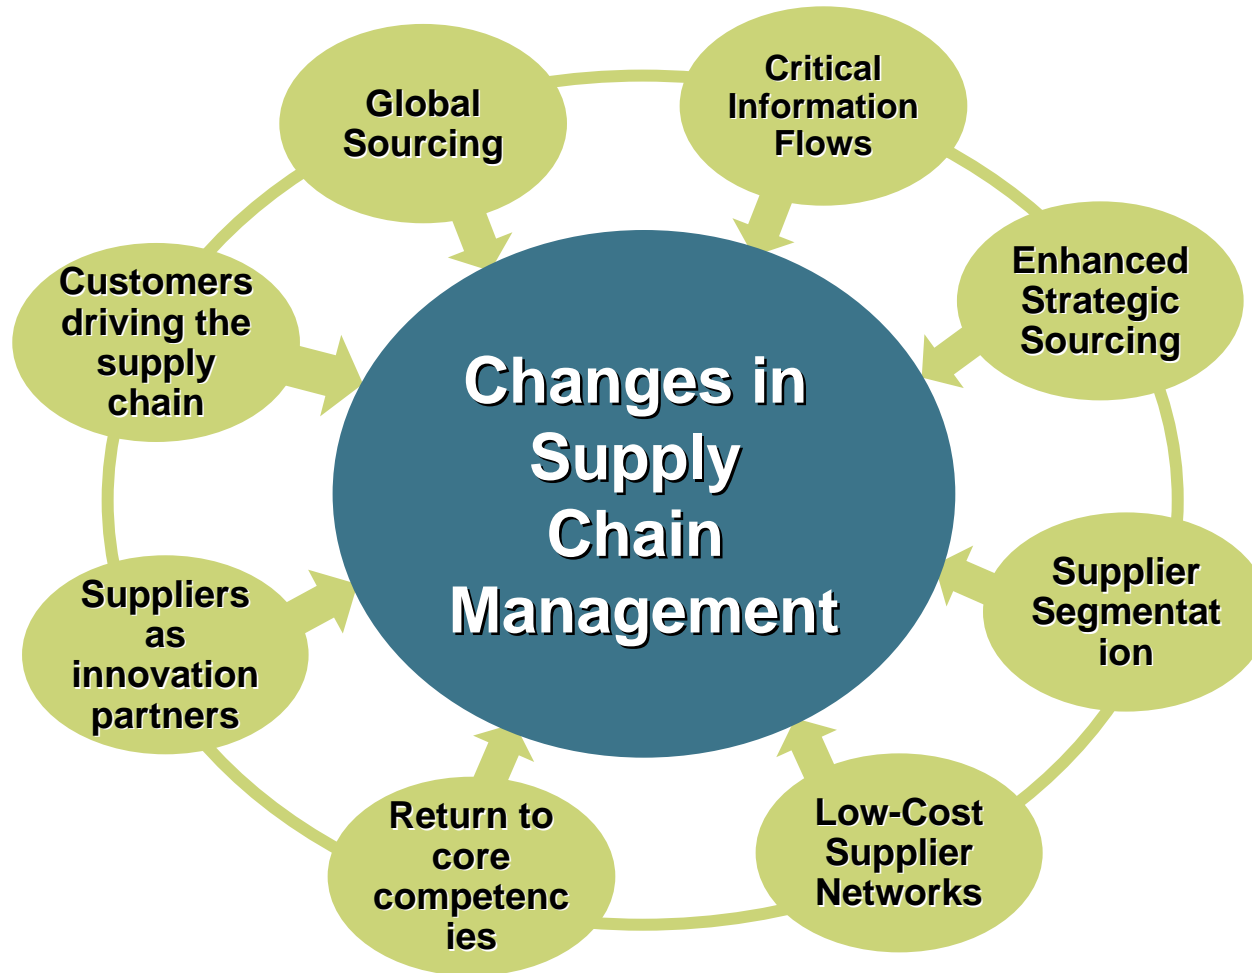 Global
Sourcing
Critical
Information
Flows
Enhanced
Strategic
Sourcing
Customers
driving the
supply
chain
Changes in
Supply
Chain
Management
Supplier
Segmentat
ion
Suppliers
as
innovation
partners
Return to
core
competenc
ies
Low-Cost
Supplier
Networks